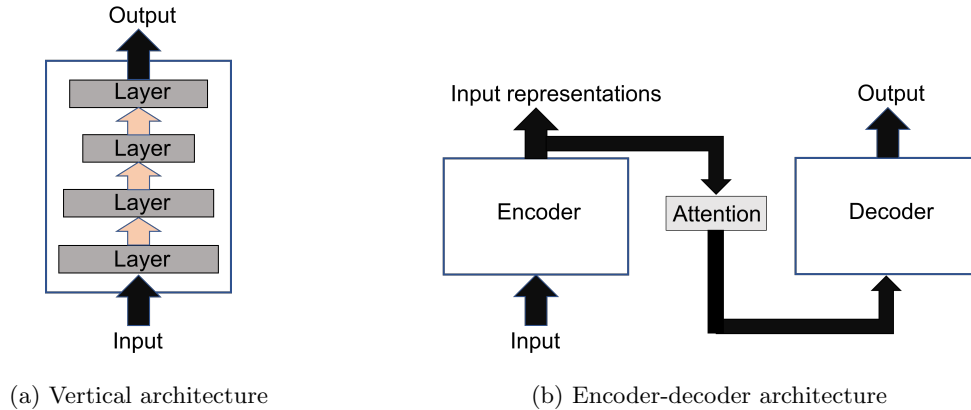 Output
Layer
Layer
Layer
Layer
Input
(a) Vertical architecture
Input representations
Output
Encoder
Attention
Decoder
Input
(b) Encoder-decoder architecture